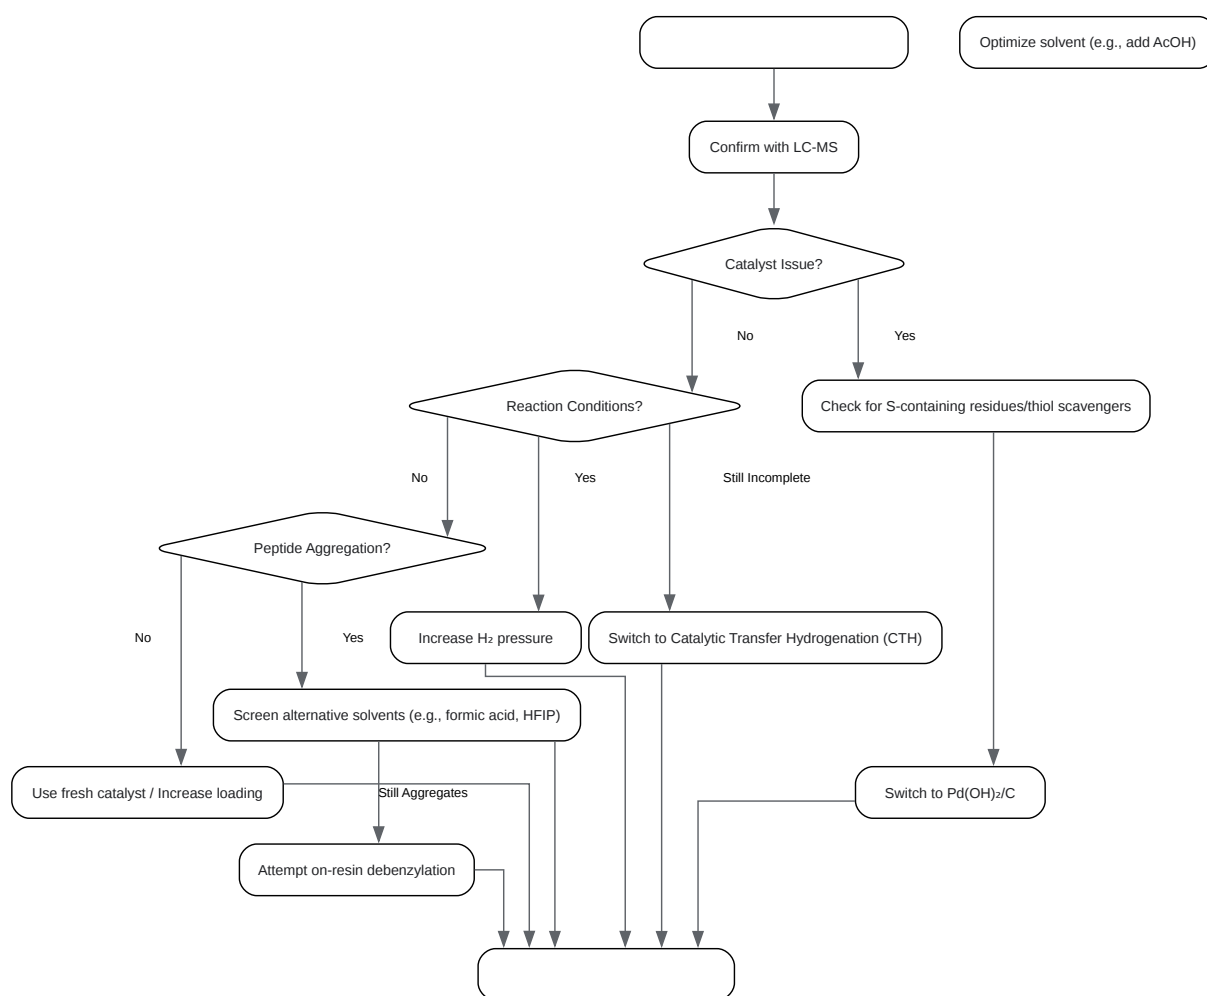 Optimize solvent (e.g., add AcOH)
Confirm with LC-MS
Catalyst Issue?
No
Yes
Reaction Conditions?
Check for S-containing residues/thiol scavengers
No
Yes
Still Incomplete
Peptide Aggregation?
No
Yes
Increase H₂ pressure
Switch to Catalytic Transfer Hydrogenation (CTH)
Screen alternative solvents (e.g., formic acid, HFIP)
Use fresh catalyst / Increase loading
Still Aggregates
Switch to Pd(OH)₂/C
Attempt on-resin debenzylation